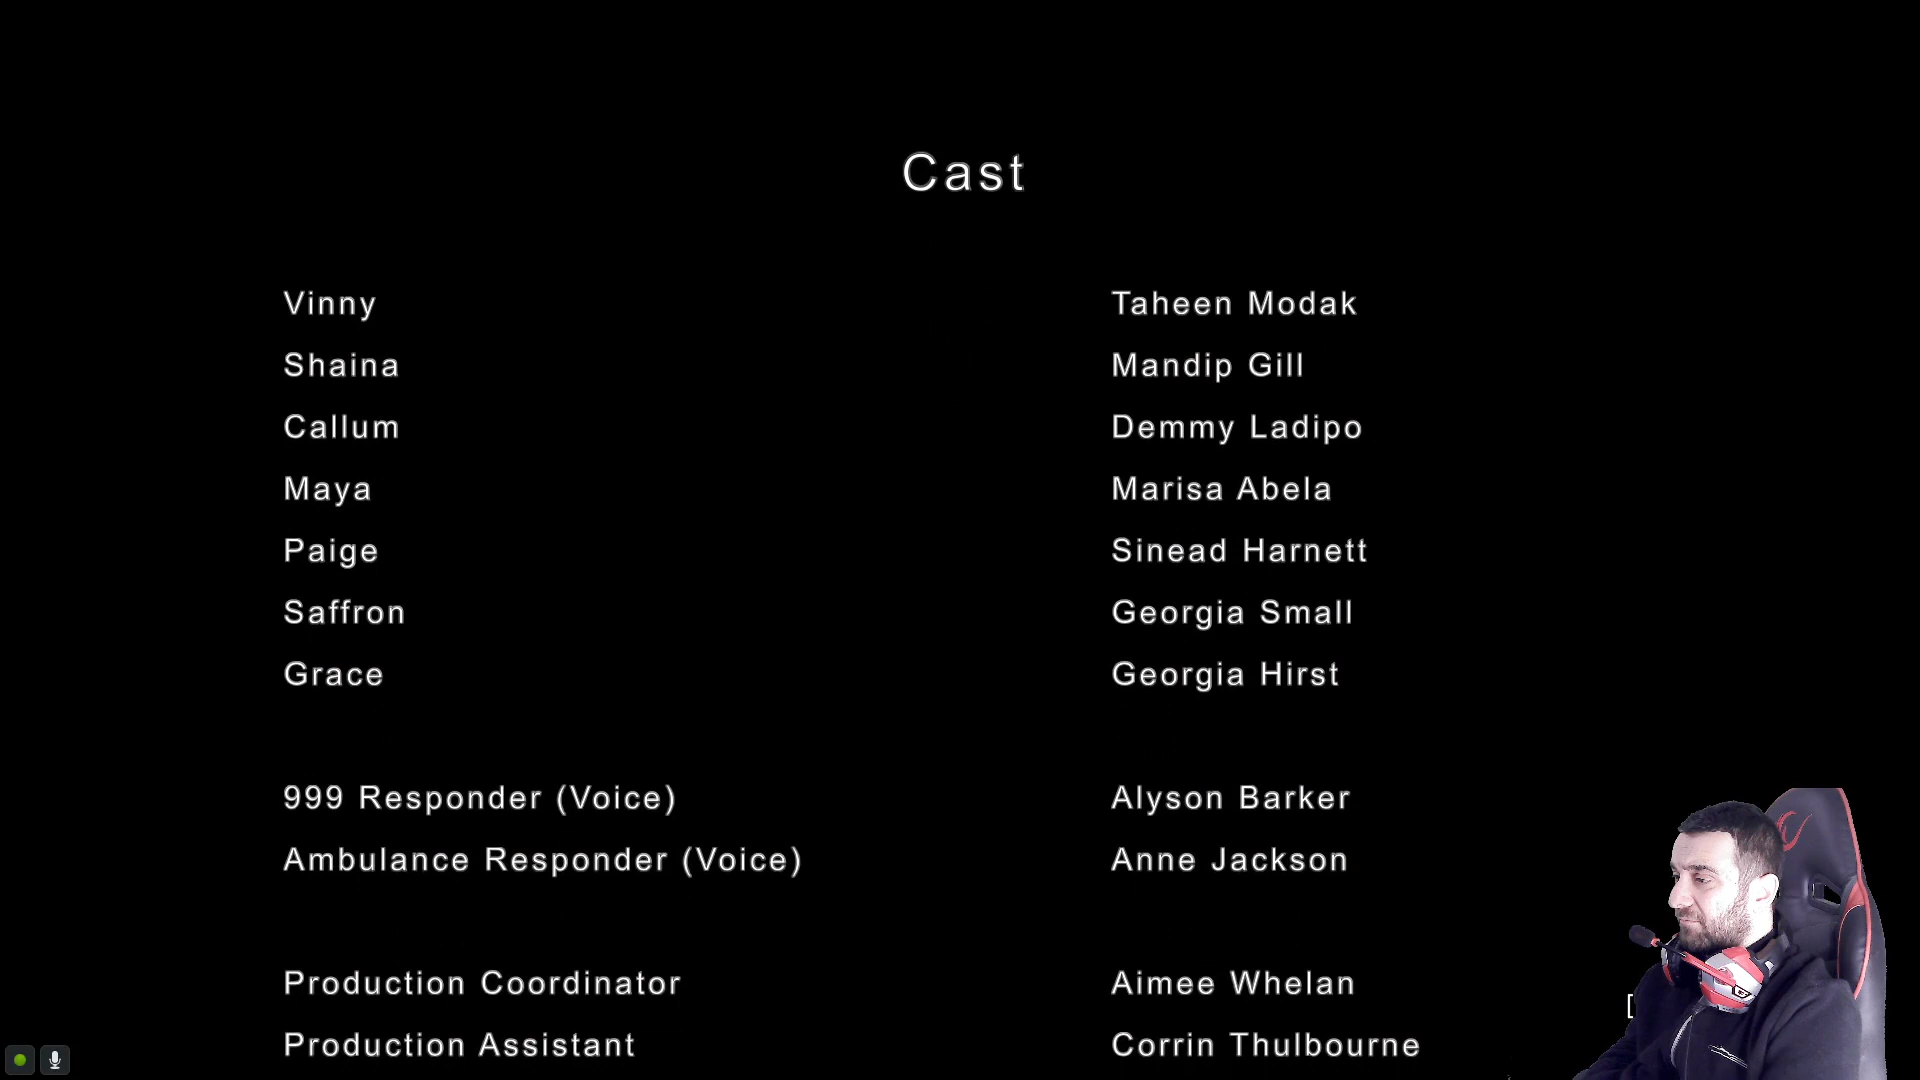 Cast
Vinny Taheen Modak
Shaina Mandip Gill
Callum Demmy Ladipo
Maya Marisa Abela
Paige Sinead Harnett
Saffron Georgia Small
Grace Georgia Hirst
999 Responder (Voice) Alyson Barker
Ambulance Responder (Voice) Anne Jackson
Production Coordinator Aimee Whelan
[
Production Assistant Corrin Thulbourne